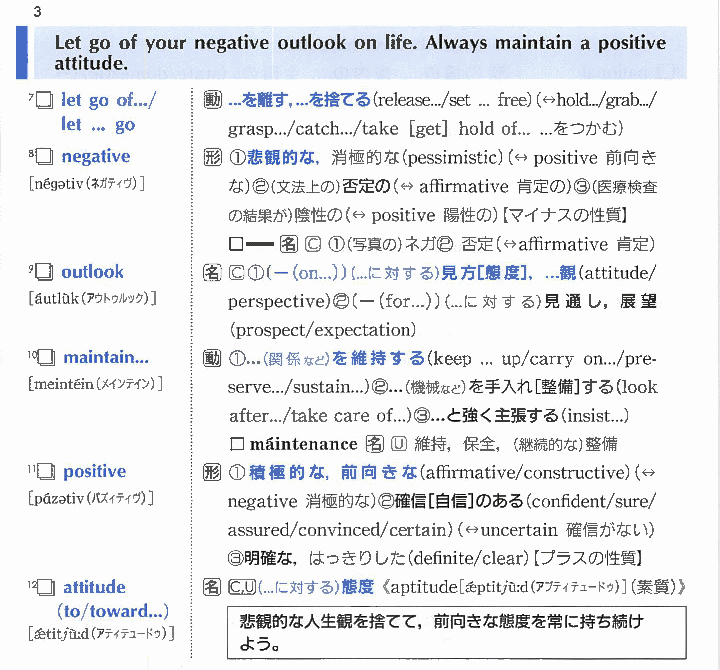 3
Let go of your negative outlook on life. Always maintain a positive
attitude.
7□ let go of.../
let ... go
動 ...を離す, ...を捨てる(release.../set ... free)(↔hold.../grab.../
grasp.../catch.../take [get] hold of... ...をつかむ)
8□ negative
[négətiv(ネガティヴ)]
形 ①悲観的な, 消極的な(pessimistic)(↔ positive 前向き
な)②(文法上の)否定の(↔ affirmative 肯定の)③(医療検査
の結果が)陰性の(↔ positive 陽性の)【マイナスの性質】
□━ 名 C ①(写真の)ネガ② 否定(↔affirmative 肯定)
9□ outlook
[áutlùk(アウトゥルック)]
名 C①(−(on...))(...に対する)見方[態度], ...観(attitude/
perspective)②(−(for...))(...に対する)見通し, 展望
(prospect/expectation)
10□ maintain...
[meintéin(メインテイン)]
動 ①...(関係など)を維持する(keep ... up/carry on.../pre-
serve.../sustain...)②...(機械など)を手入れ[整備]する(look
after.../take care of...)③...と強く主張する(insist...)
□ máintenance 名 U 維持, 保全, (継続的な)整備
11□ positive
[pázətiv(パズィティヴ)]
形 ①積極的な, 前向きな(affirmative/constructive)(↔
negative 消極的な)②確信[自信]のある(confident/sure/
assured/convinced/certain)(↔uncertain 確信がない)
③明確な, はっきりした(definite/clear)【プラスの性質】
12□ attitude
(to/toward...)
[ǽtitjùːd(アティテュードゥ)]
名 C,U(...に対する)態度《aptitude[ǽptitjùːd(アプティテュードゥ)](素質)》
悲観的な人生観を捨てて, 前向きな態度を常に持ち続け
よう。